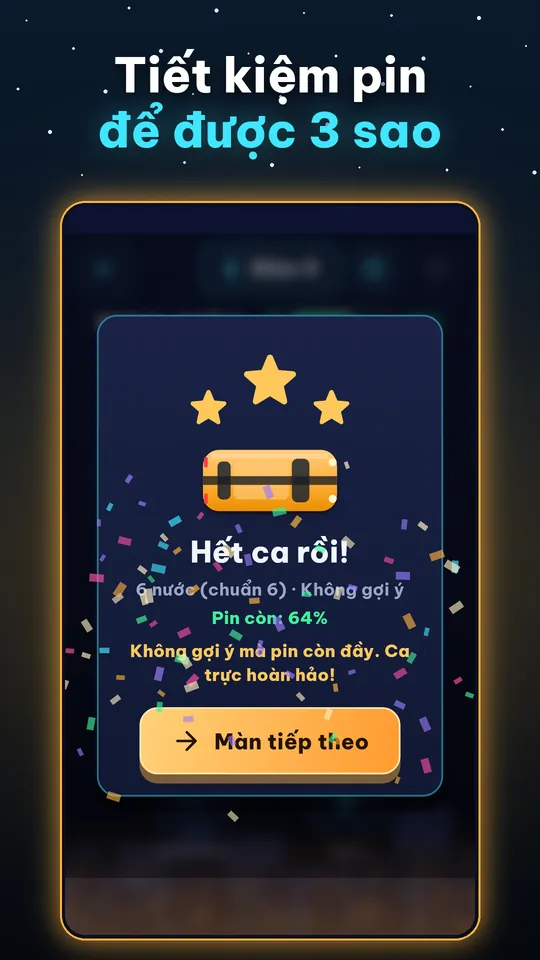 Tiết kiệm pin
để được 3 sao
Hết ca rồi!
6 nước (chuẩn 6) · Không gợi ý
Pin còn: 64%
Không gợi ý mà pin còn đầy. Ca
trực hoàn hảo!
→ Màn tiếp theo